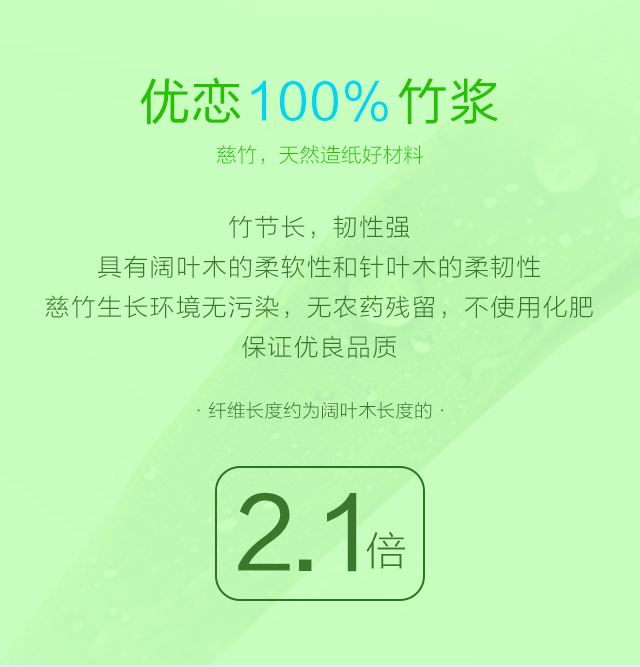 优恋100%竹浆
慈竹，天然造纸好材料
竹节长，韧性强
具有阔叶木的柔软性和针叶木的柔韧性
慈竹生长环境无污染，无农药残留，不使用化肥
保证优良品质
· 纤维长度约为阔叶木长度的 ·
2.1倍